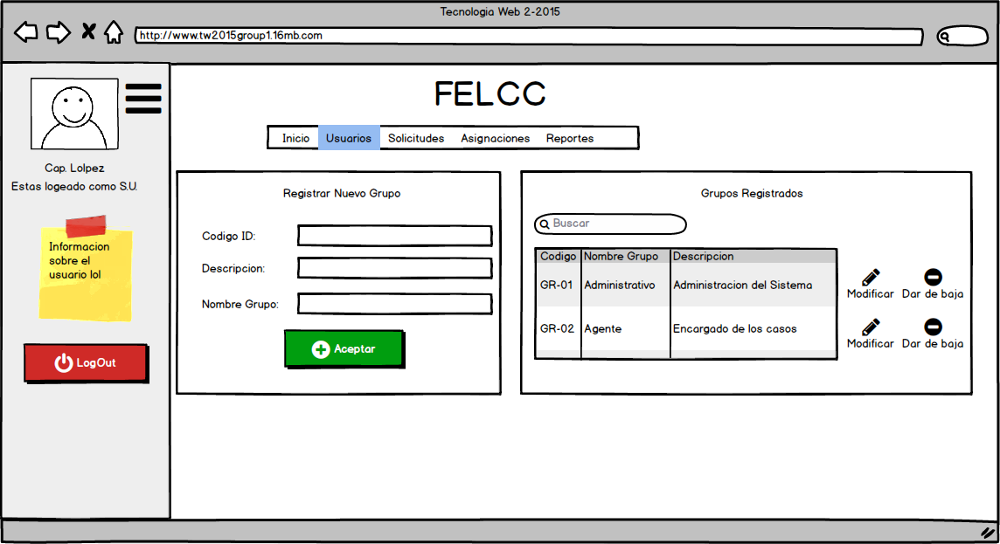 Tecnologia Web 2-2015
http://www.tw2015group1.16mb.com
FELCC
Inicio Usuarios Solicitudes Asignaciones Reportes
Cap. Lolpez
Estas logeado como S.U.
Informacion
sobre el
usuario lol
LogOut
Registrar Nuevo Grupo
Codigo ID:
Descripcion:
Nombre Grupo:
Aceptar
Grupos Registrados
Buscar
Codigo Nombre Grupo Descripcion
GR-01 Administrativo Administracion del Sistema
Modificar Dar de baja
GR-02 Agente Encargado de los casos
Modificar Dar de baja